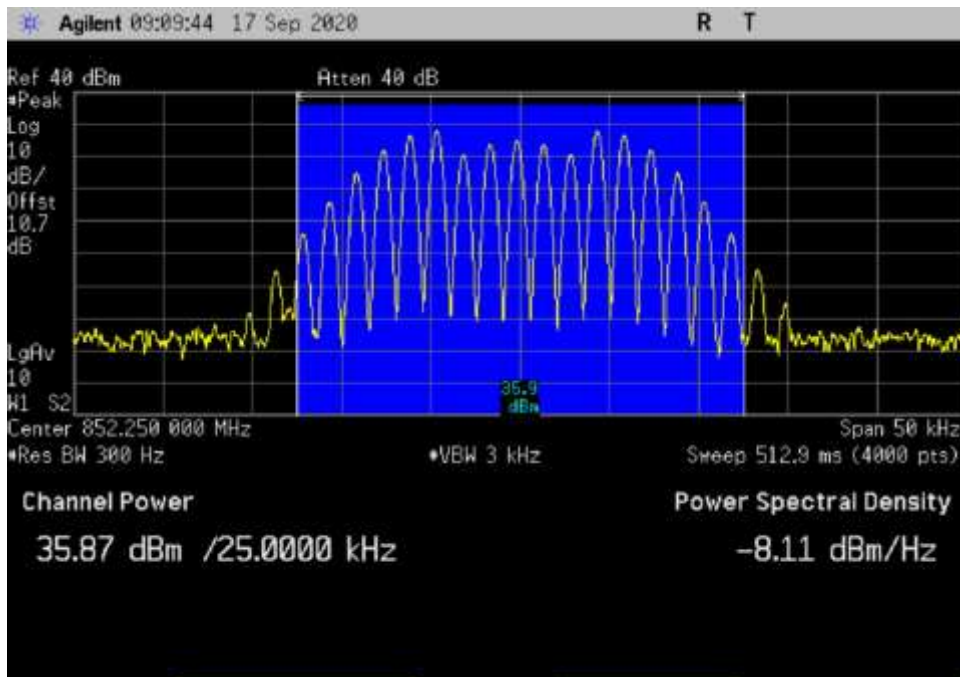 Agilent 09:09:44 17 Sep 2020 R T
Ref 40 dBm Atten 40 dB
#Peak
Log
10
dB/
Offst
10.7
dB
LgAv
10
W1 S2
35.9
dBm
Center 852.250 000 MHz Span 50 kHz
#Res BW 300 Hz #VBW 3 kHz Sweep 512.9 ms (4000 pts)
Channel Power Power Spectral Density
35.87 dBm /25.0000 kHz -8.11 dBm/Hz